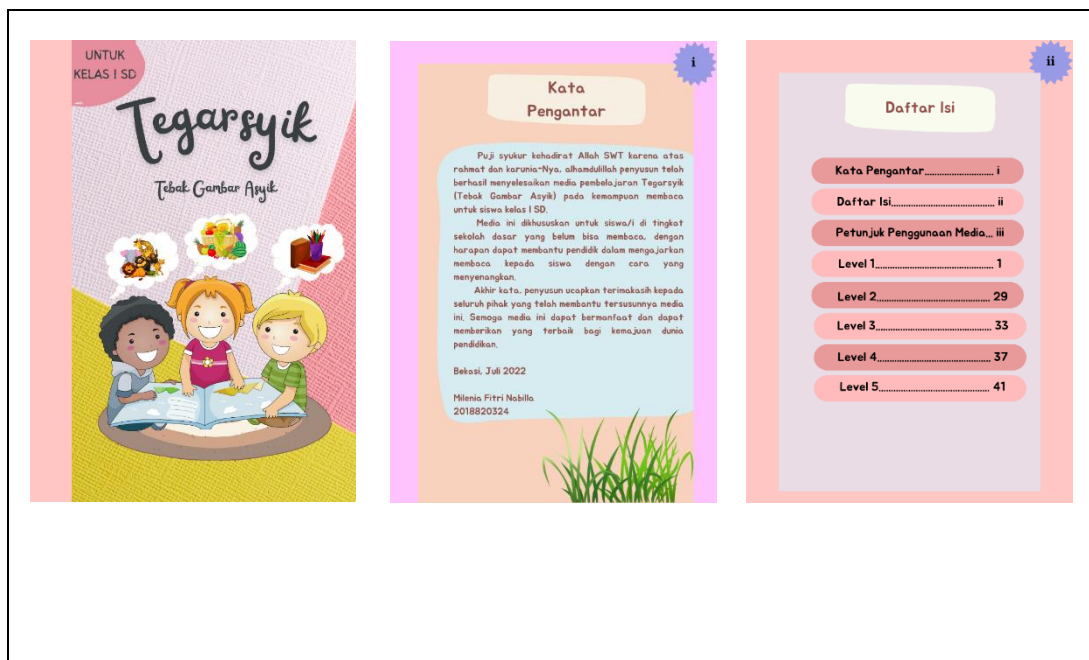 UNTUK
KELAS I SD
Tegarsyik
Tebak Gambar Asyik
i
Kata
Pengantar
Puji syukur kehadirat Allah SWT karena atas
rahmat dan karunia-Nya, alhamdulillah penyusun telah
berhasil menyelesaikan media pembelajaran Tegarsyik
(Tebak Gambar Asyik) pada kemampuan membaca
untuk siswa kelas I SD.
Media ini dikhususkan untuk siswa/i di tingkat
sekolah dasar yang belum bisa membaca, dengan
harapan dapat membantu pendidik dalam mengajarkan
membaca kepada siswa dengan cara yang
menyenangkan.
Akhir kata, penyusun ucapkan terimakasih kepada
seluruh pihak yang telah membantu tersusunnya media
ini. Semoga media ini dapat bermanfaat dan dapat
memberikan yang terbaik bagi kemajuan dunia
pendidikan.
Bekasi, Juli 2022
Milenia Fitri Nabilla
2018820324
ii
Daftar Isi
Kata Pengantar........................... i
Daftar Isi........................................ ii
Petunjuk Penggunaan Media... iii
Level 1............................................... 1
Level 2............................................ 29
Level 3............................................ 33
Level 4............................................ 37
Level 5............................................ 41